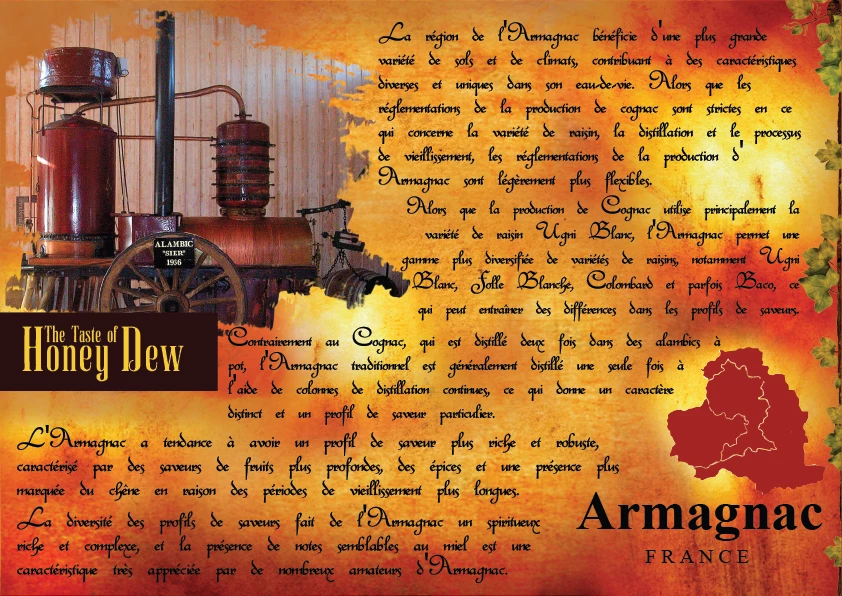 La région de l'Armagnac bénéficie d'une plus grande
variété de sols et de climats, contribuant à des caractéristiques
diverses et uniques dans son eau-de-vie. Alors que les
réglementations de la production de cognac sont strictes en ce
qui concerne la variété de raisin, la distillation et le processus
de vieillissement, les réglementations de la production d'
Armagnac sont légèrement plus flexibles.
Alors que la production de Cognac utilise principalement la
variété de raisin Ugni Blanc, l'Armagnac permet une
gamme plus diversifiée de variétés de raisins, notamment Ugni
Blanc, Folle Blanche, Colombard et parfois Baco, ce
qui peut entraîner des différences dans les profils de saveurs.
ALAMBIC
"SIER"
1936
The Taste of
Honey Dew
Contrairement au Cognac, qui est distillé deux fois dans des alambics à
pot, l'Armagnac traditionnel est généralement distillé une seule fois à
l'aide de colonnes de distillation continues, ce qui donne un caractère
distinct et un profil de saveur particulier.
L'Armagnac a tendance à avoir un profil de saveur plus riche et robuste,
caractérisé par des saveurs de fruits plus profondes, des épices et une présence plus
marquée du chêne en raison des périodes de vieillissement plus longues.
La diversité des profils de saveurs fait de l'Armagnac un spiritueux
riche et complexe, et la présence de notes semblables au miel est une
caractéristique très appréciée par de nombreux amateurs d'Armagnac.
Armagnac
FRANCE